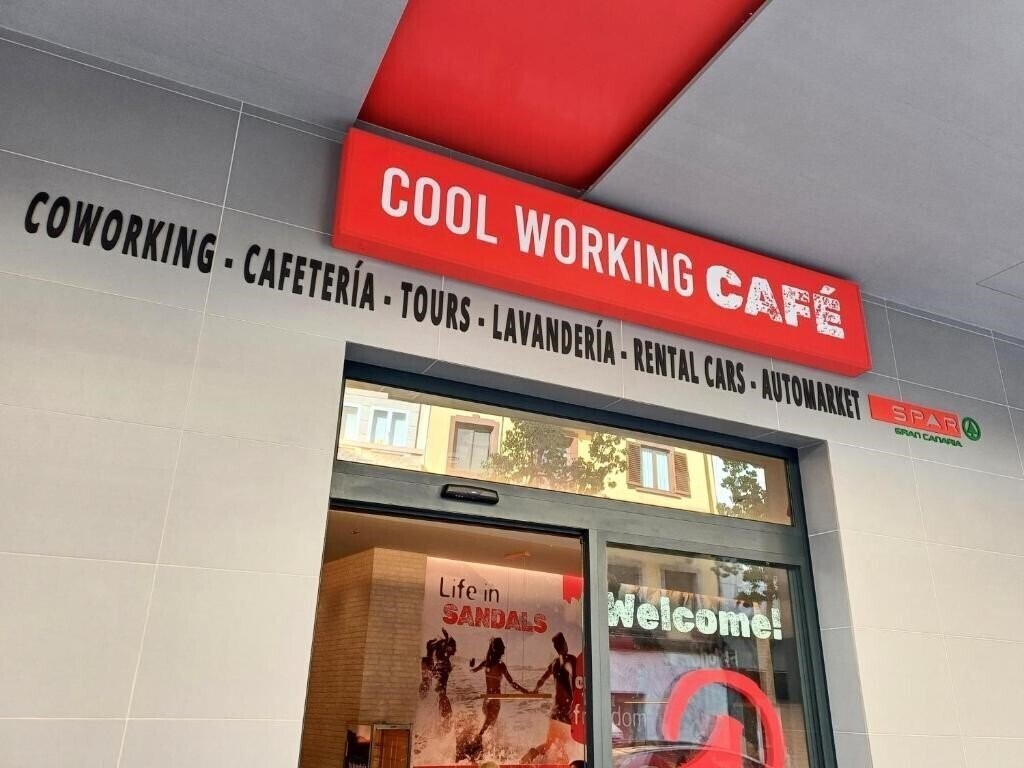 COOL WORKING CAFÉ
COWORKING - CAFETERÍA - TOURS - LAVANDERÍA - RENTAL CARS - AUTOMARKET
SPAR
GRAN CANARIA
Life in
SANDALS
Welcome!